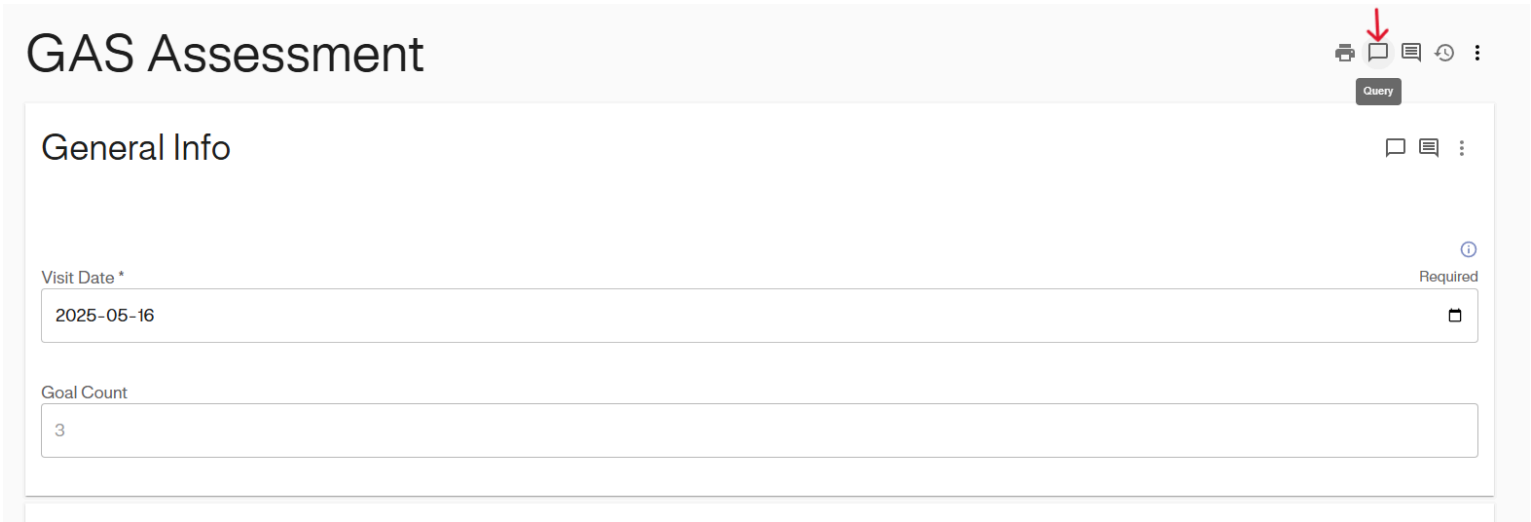 GAS Assessment
Query
General Info
Visit Date *
Required
2025-05-16
Goal Count
3